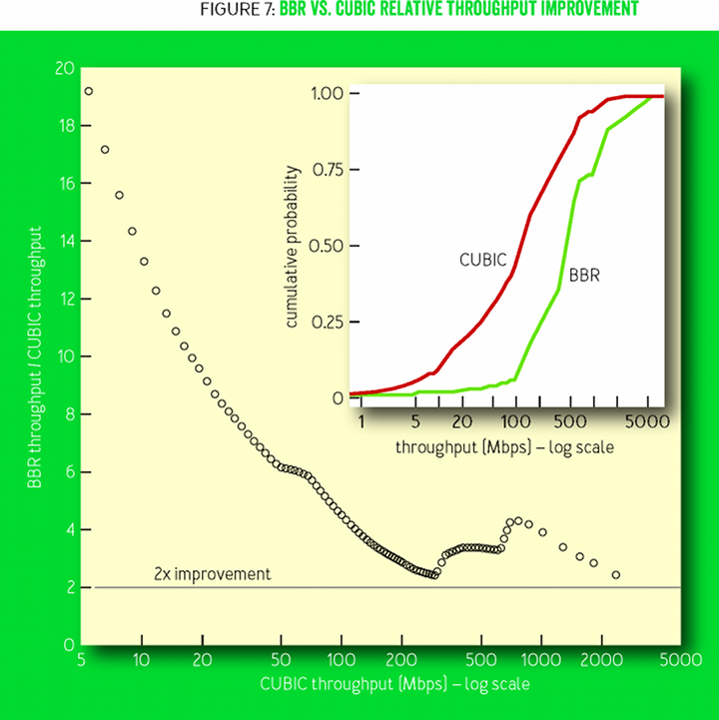 FIGURE 7: BBR VS. CUBIC RELATIVE THROUGHPUT IMPROVEMENT
BBR throughput / CUBIC throughput
20
18
16
14
12
10
8
6
4
2
0
2x improvement
5 10 20 50 100 200 500 1000 2000 5000
CUBIC throughput (Mbps) – log scale
cumulative probability
1.00
0.75
0.50
0.25
0
CUBIC
BBR
1 5 20 100 500 5000
throughput (Mbps) – log scale